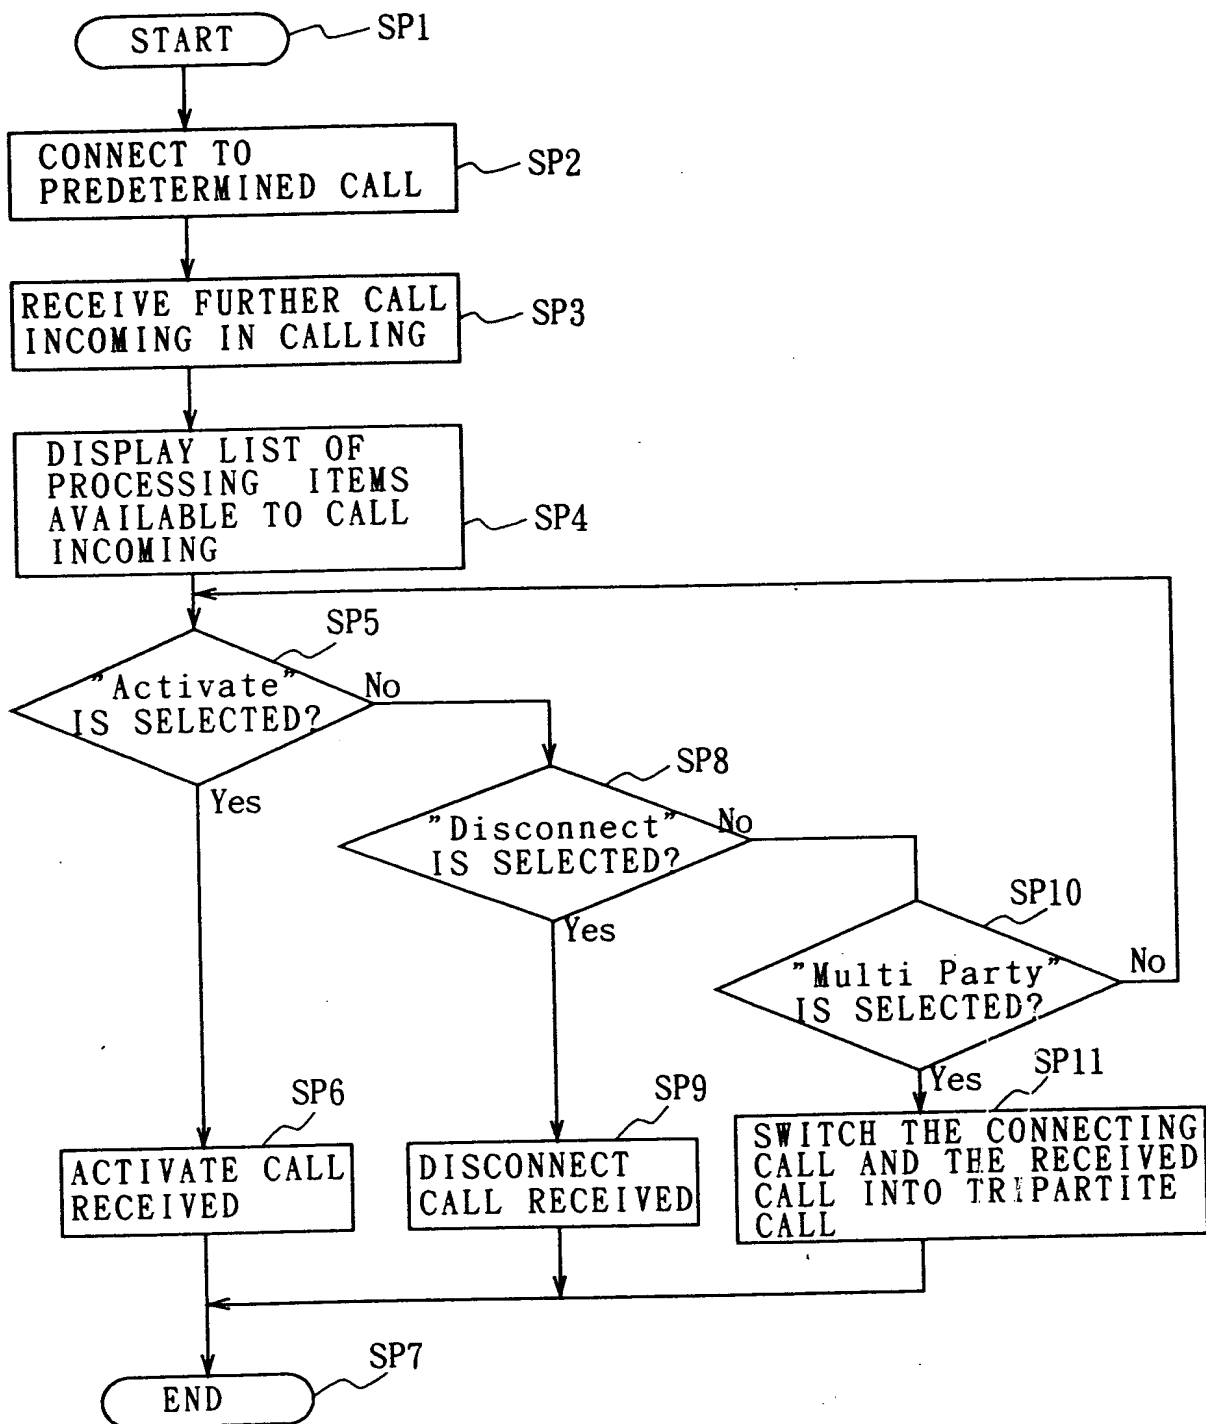 START
SP1
CONNECT TO
PREDETERMINED CALL
SP2
RECEIVE FURTHER CALL
INCOMING IN CALLING
SP3
DISPLAY LIST OF
PROCESSING ITEMS
AVAILABLE TO CALL
INCOMING
SP4
SP5
"Activate"
IS SELECTED?
No
Yes
SP8
"Disconnect"
IS SELECTED?
No
Yes
SP10
"Multi Party"
IS SELECTED?
No
Yes
SP6
ACTIVATE CALL
RECEIVED
SP9
DISCONNECT
CALL RECEIVED
SP11
SWITCH THE CONNECTING
CALL AND THE RECEIVED
CALL INTO TRIPARTITE
CALL
SP7
END